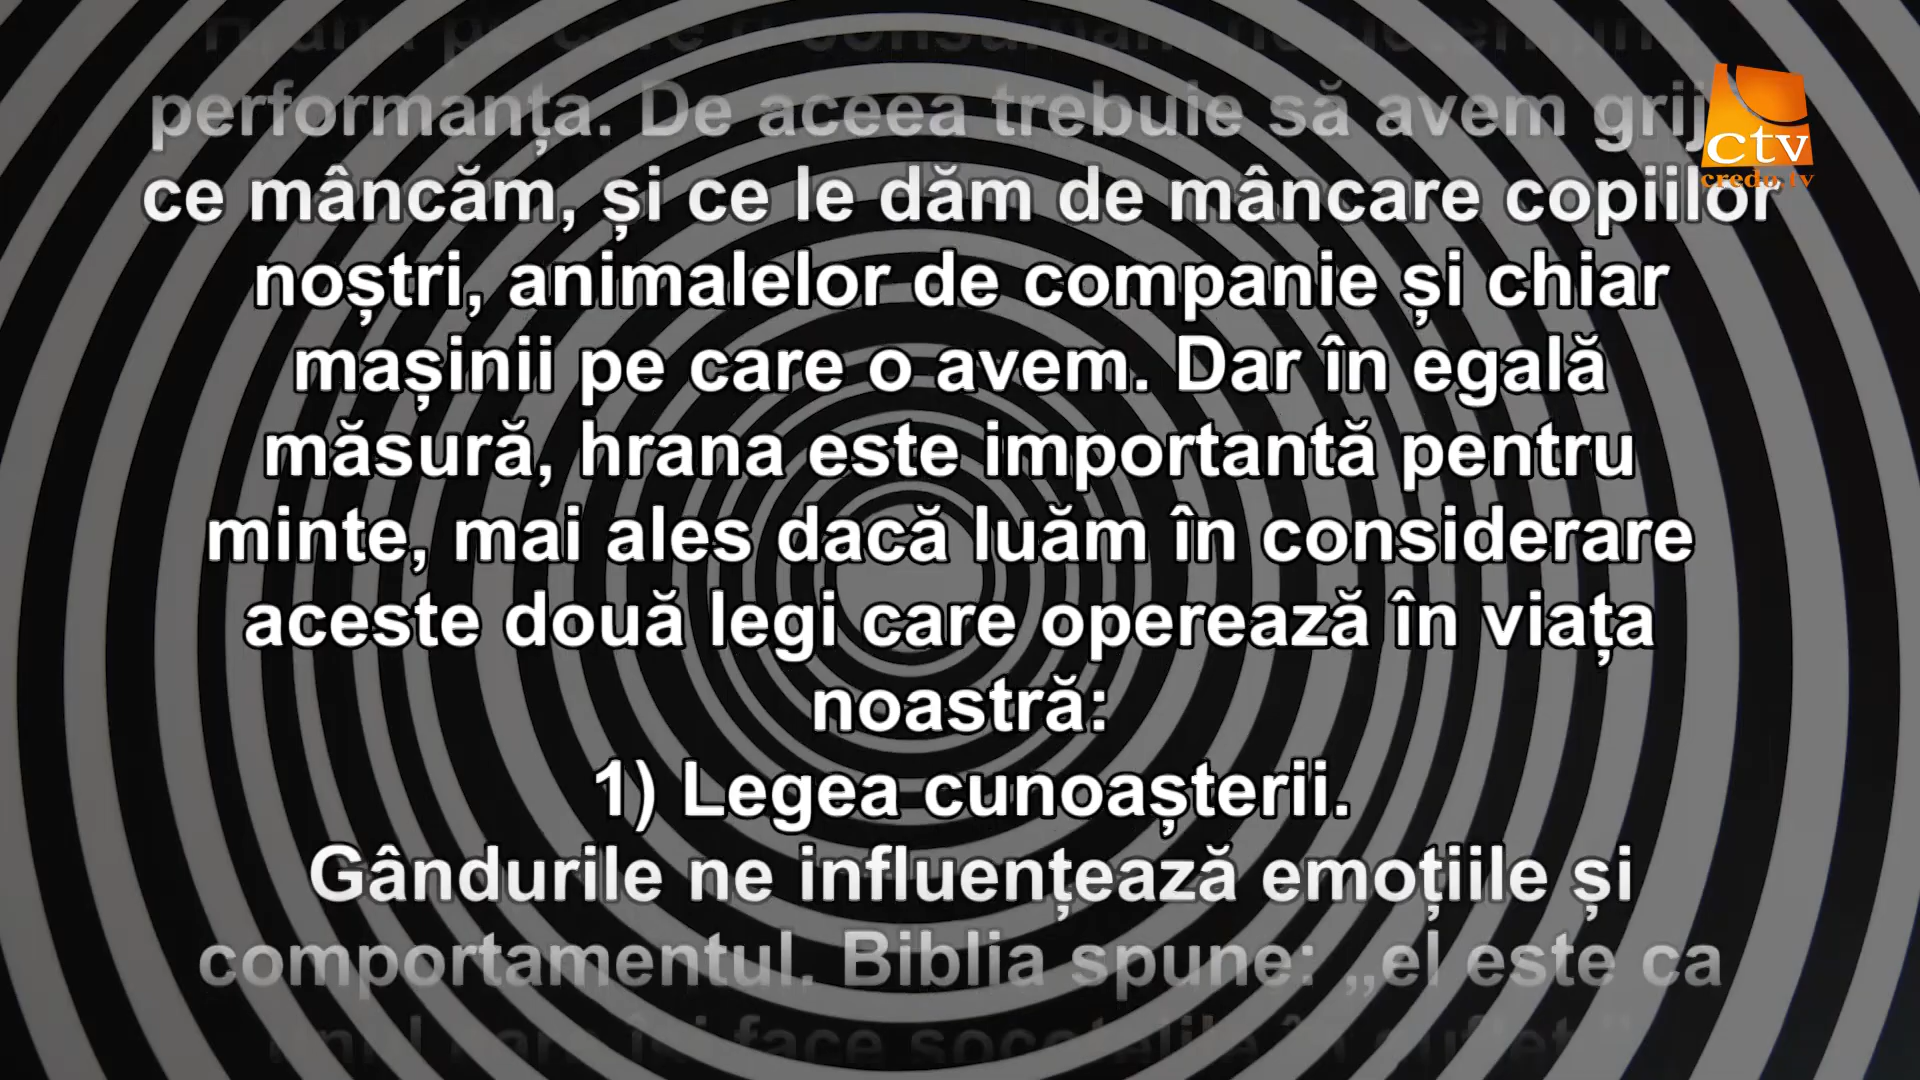 performanța. De aceea trebuie să avem grij
ce mâncăm, și ce le dăm de mâncare copiilor
noștri, animalelor de companie și chiar
mașinii pe care o avem. Dar în egală
măsură, hrana este importantă pentru
minte, mai ales dacă luăm în considerare
aceste două legi care operează în viața
noastră:
1) Legea cunoașterii.
Gândurile ne influențează emoțiile și
comportamentul. Biblia spune: „el este ca
ctv
credo.tv